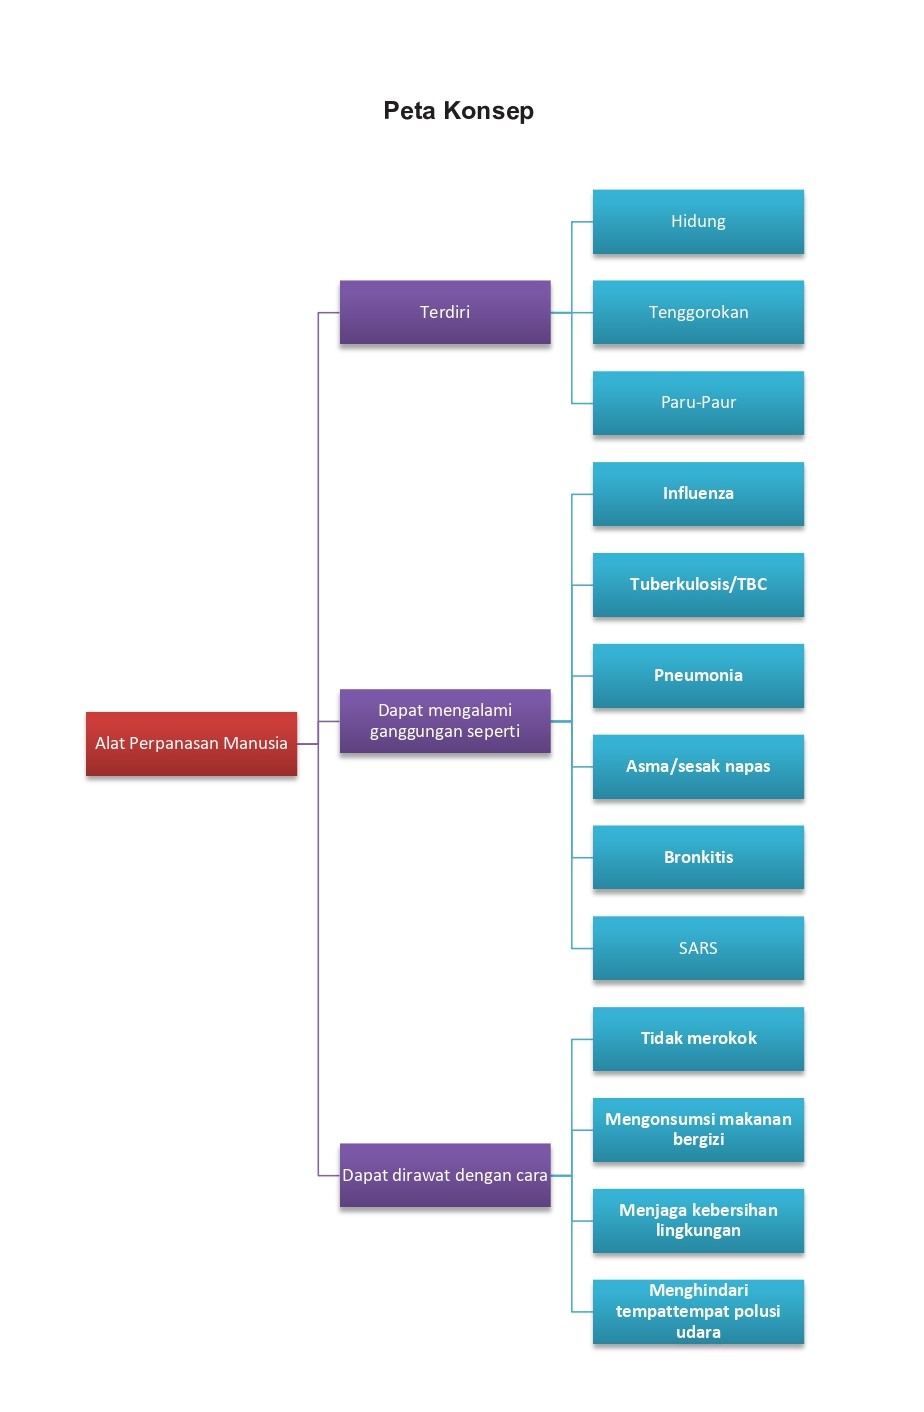 Peta Konsep
Hidung
Terdiri
Tenggorokan
Paru-Paur
Influenza
Tuberkulosis/TBC
Pneumonia
Dapat mengalami
ganggungan seperti
Alat Perpanasan Manusia
Asma/sesak napas
Bronkitis
SARS
Tidak merokok
Mengonsumsi makanan
bergizi
Dapat dirawat dengan cara
Menjaga kebersihan
lingkungan
Menghindari
tempattempat polusi
udara